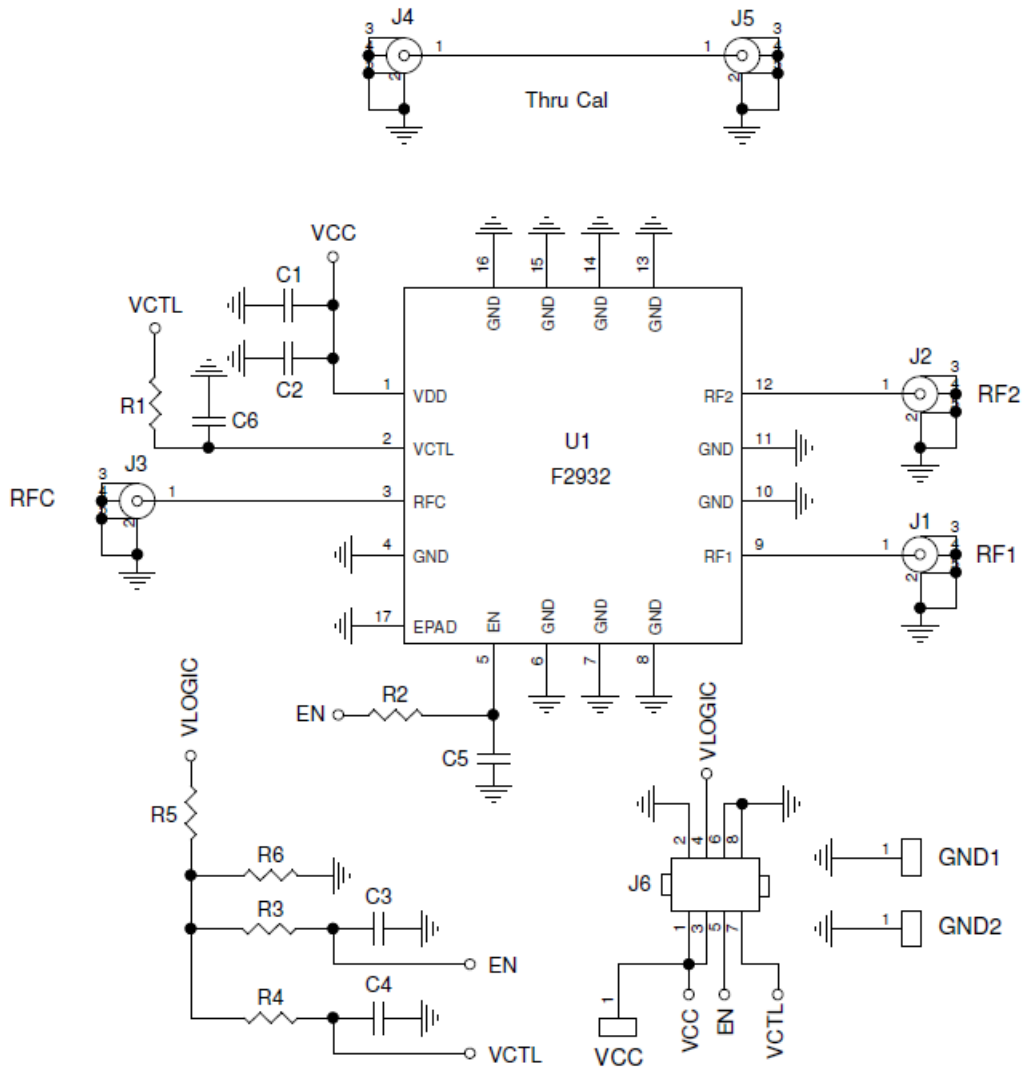 J4 J5
3 3
4 1 1 4
5 2 2 5
Thru Cal
VCC
16 15 14 13
C1
GND GND GND GND
VCTL
C2
R1
C6
1 VDD
RF2 12
1 J2 3
4 RF2
5
2
2 VCTL
U1
GND 11
F2932
J3
3
RFC 4 1
5
2
3 RFC
GND 10
4 GND
RF1 9
1 J1 3
4 RF1
5
2
17 EPAD
EN GND GND GND
5 6 7 8
VLOGIC
EN R2
C5
VLOGIC
R5
R6
2 4 6 8
J6
1 GND1
R3 C3
1 3 5 7
1 GND2
EN
R4 C4
1
VCC
VCC EN VCTL
VCTL